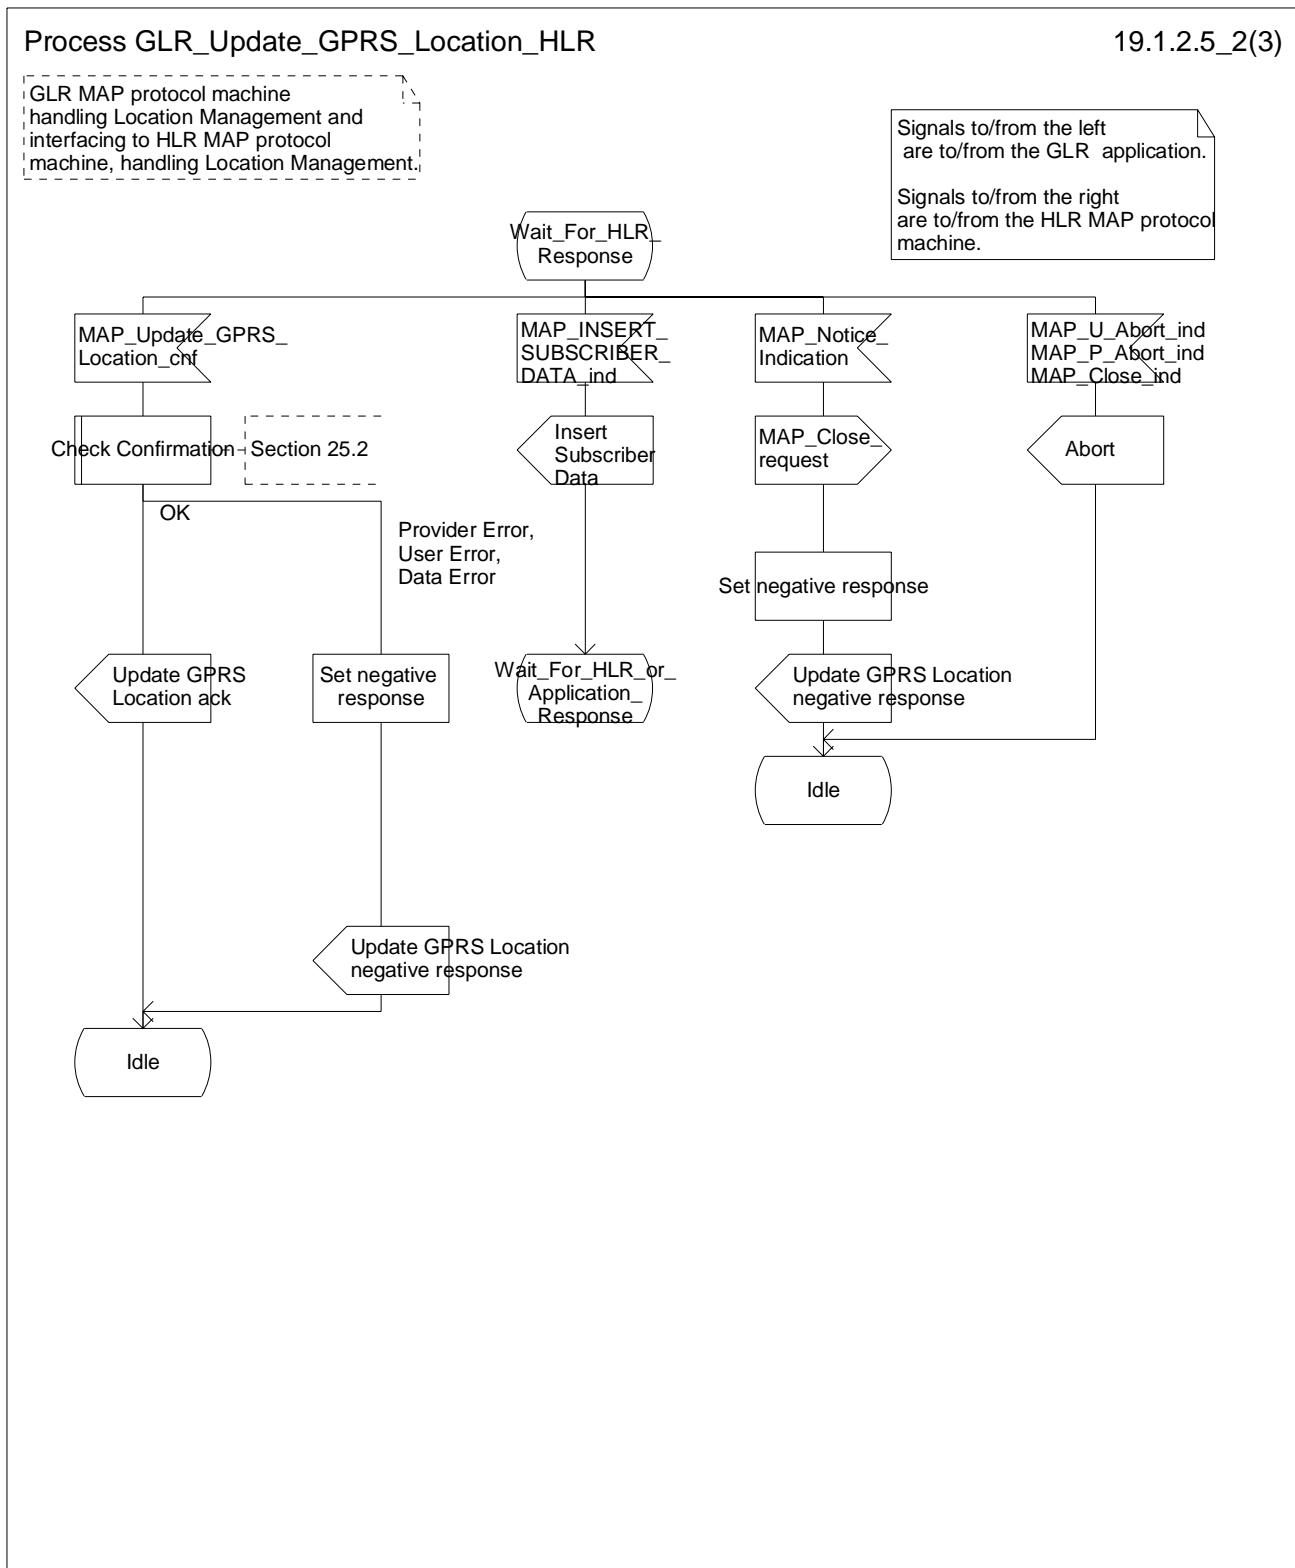 Process GLR_Update_GPRS_Location_HLR
19.1.2.5_2(3)
GLR MAP protocol machine
handling Location Management and
interfacing to HLR MAP protocol
machine, handling Location Management.
Signals to/from the left
are to/from the GLR  application.
Signals to/from the right
are to/from the HLR MAP protocol
machine.
Wait_For_HLR_
Response
MAP_Update_GPRS_
Location_cnf
MAP_INSERT_
SUBSCRIBER_
DATA_ind
MAP_Notice_
Indication
MAP_U_Abort_ind
MAP_P_Abort_ind
MAP_Close_ind
Check Confirmation
Section 25.2
Insert
Subscriber
Data
MAP_Close_
request
Abort
OK
Provider Error,
User Error,
Data Error
Set negative response
Update GPRS
Location ack
Set negative
response
Wait_For_HLR_or_
Application_
Response
Update GPRS Location
negative response
Idle
Update GPRS Location
negative response
Idle